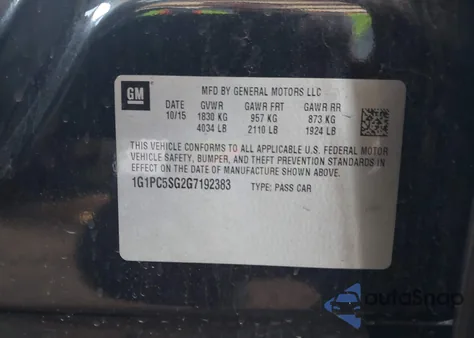 GM
MFD BY GENERAL MOTORS LLC
DATE GVWR GAWR FRT GAWR RR
10/15 1830 KG 957 KG 873 KG
4034 LB 2110 LB 1924 LB
THIS VEHICLE CONFORMS TO ALL APPLICABLE U.S. FEDERAL MOTOR
VEHICLE SAFETY, BUMPER, AND THEFT PREVENTION STANDARDS IN
EFFECT ON THE DATE OF MANUFACTURE SHOWN ABOVE.
1G1PC5SG2G7192383 TYPE: PASS CAR
autoSnap